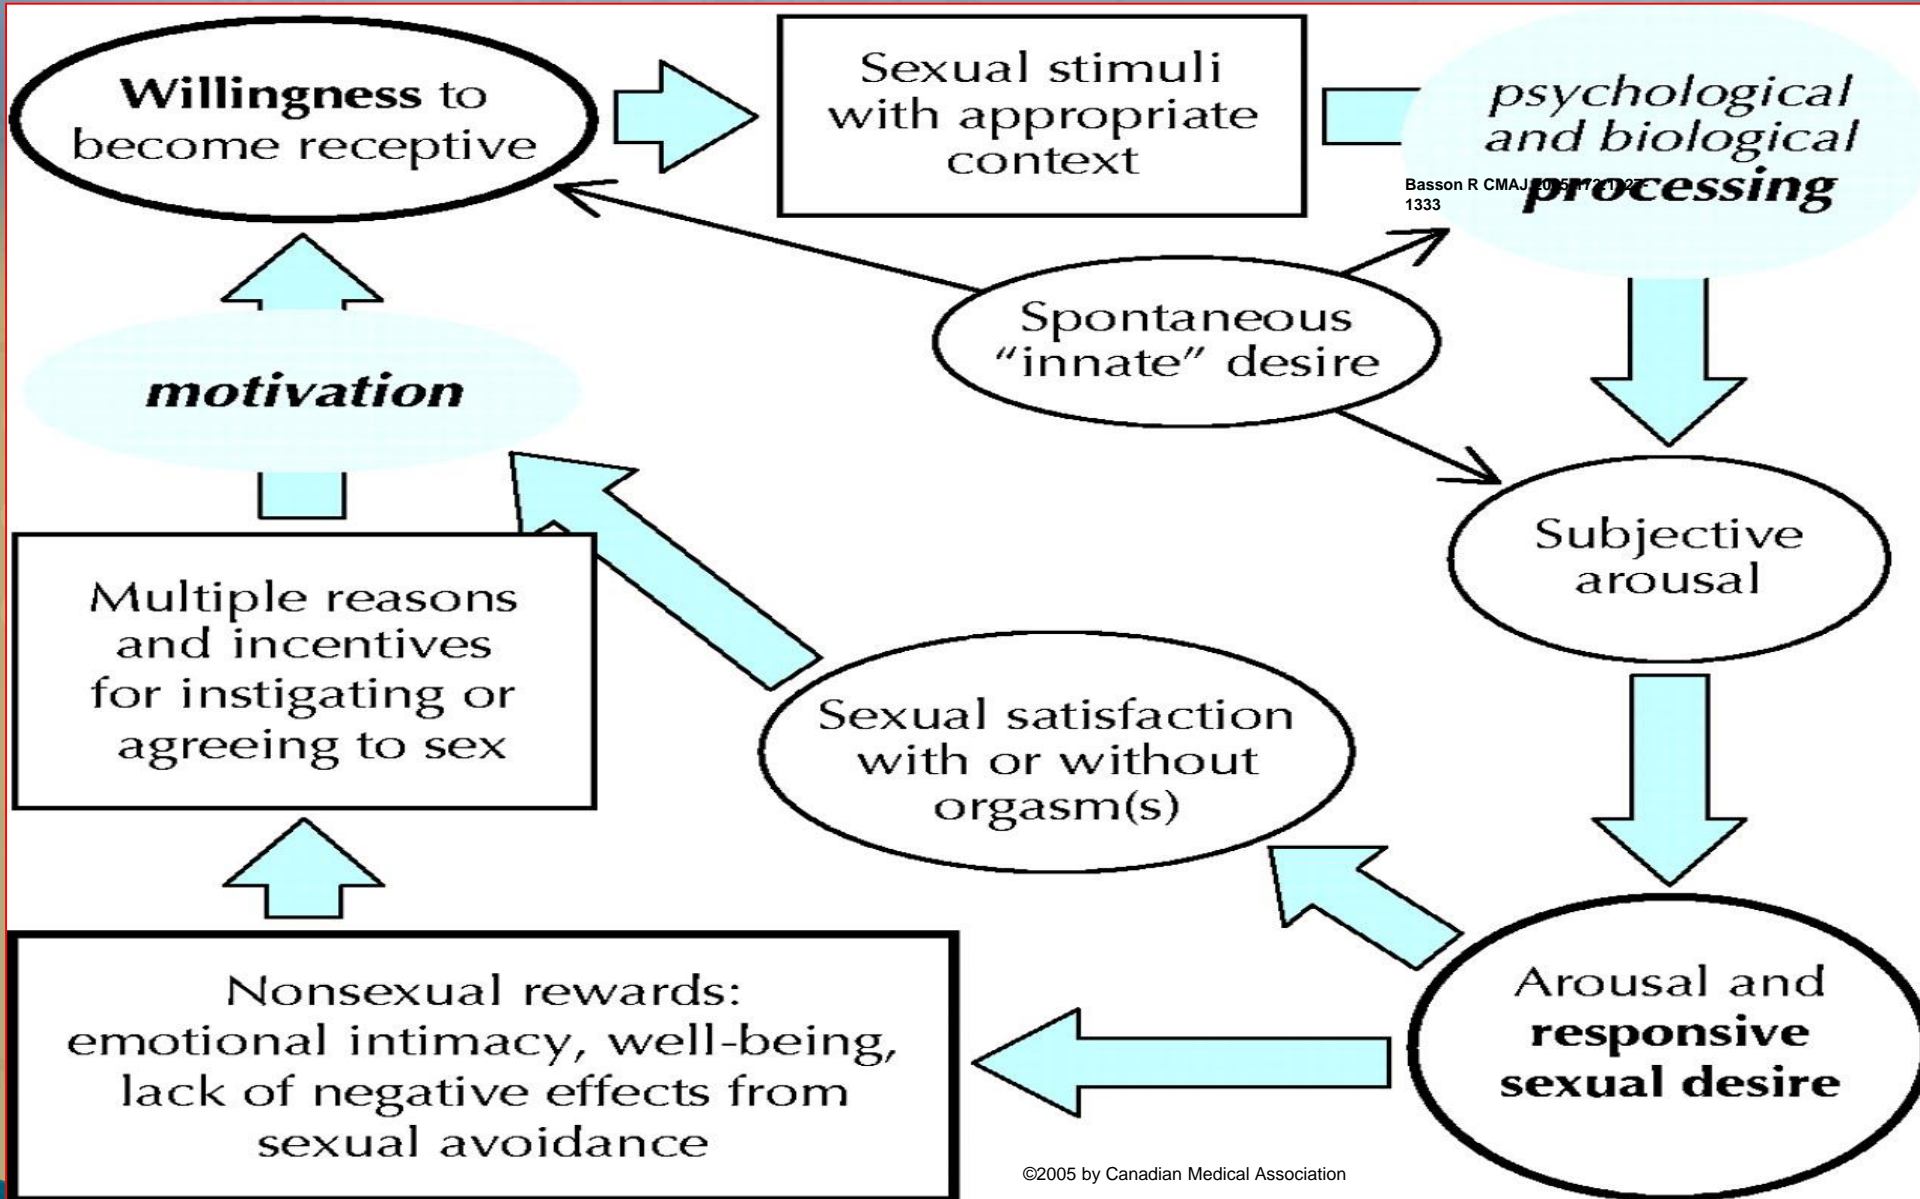 Willingness to
become receptive
Sexual stimuli
with appropriate
context
psychological
and biological
processing
Basson R CMAJ
1333
Spontaneous
“innate” desire
motivation
Subjective
arousal
Multiple reasons
and incentives
for instigating or
agreeing to sex
Sexual satisfaction
with or without
orgasm(s)
Arousal and
responsive
sexual desire
Nonsexual rewards:
emotional intimacy, well-being,
lack of negative effects from
sexual avoidance
©2005 by Canadian Medical Association